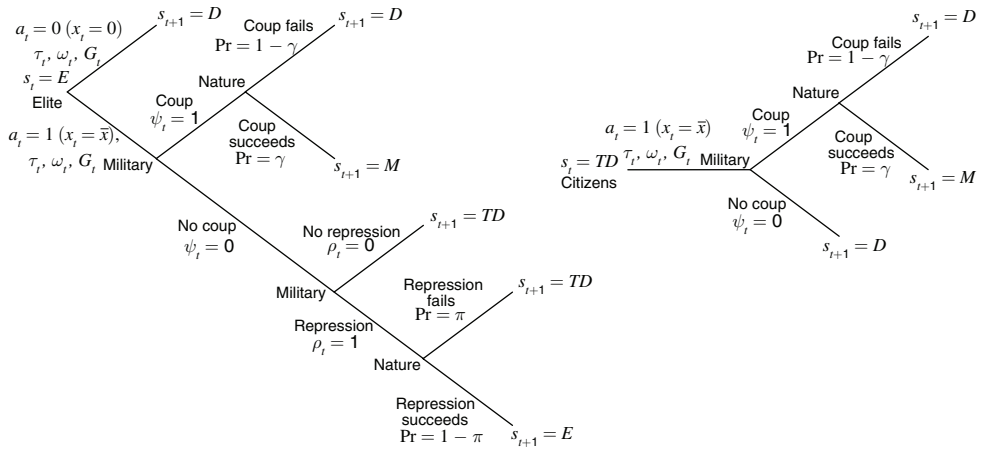 a_t = 0 (x_t = 0)
τ_t, ω_t, G_t
s_t = E
Elite
s_{t+1} = D
a_t = 1 (x_t = x̄),
τ_t, ω_t, G_t
Military
Coup
ψ_t = 1
Nature
Coup fails
Pr = 1 − γ
s_{t+1} = D
Coup
succeeds
Pr = γ
s_{t+1} = M
No coup
ψ_t = 0
Military
No repression
ρ_t = 0
s_{t+1} = TD
Repression
ρ_t = 1
Nature
Repression
fails
Pr = π
s_{t+1} = TD
Repression
succeeds
Pr = 1 − π
s_{t+1} = E
s_t = TD
Citizens
a_t = 1 (x_t = x̄)
τ_t, ω_t, G_t
Military
Coup
ψ_t = 1
Nature
Coup fails
Pr = 1 − γ
s_{t+1} = D
Coup
succeeds
Pr = γ
s_{t+1} = M
No coup
ψ_t = 0
s_{t+1} = D